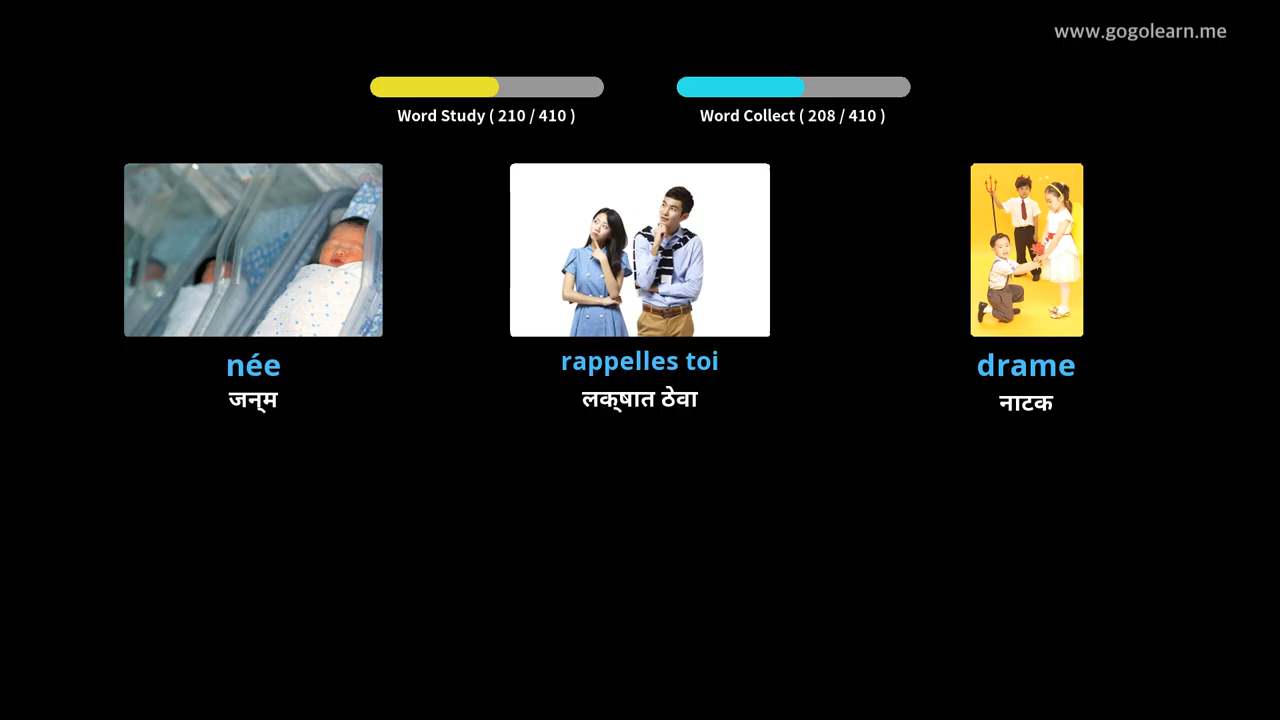 www.gogolearn.me
Word Study ( 210 / 410 )
Word Collect ( 208 / 410 )
née
जन्‌म
rappelles toi
लक्‌षात ठेवा
drame
नाटक